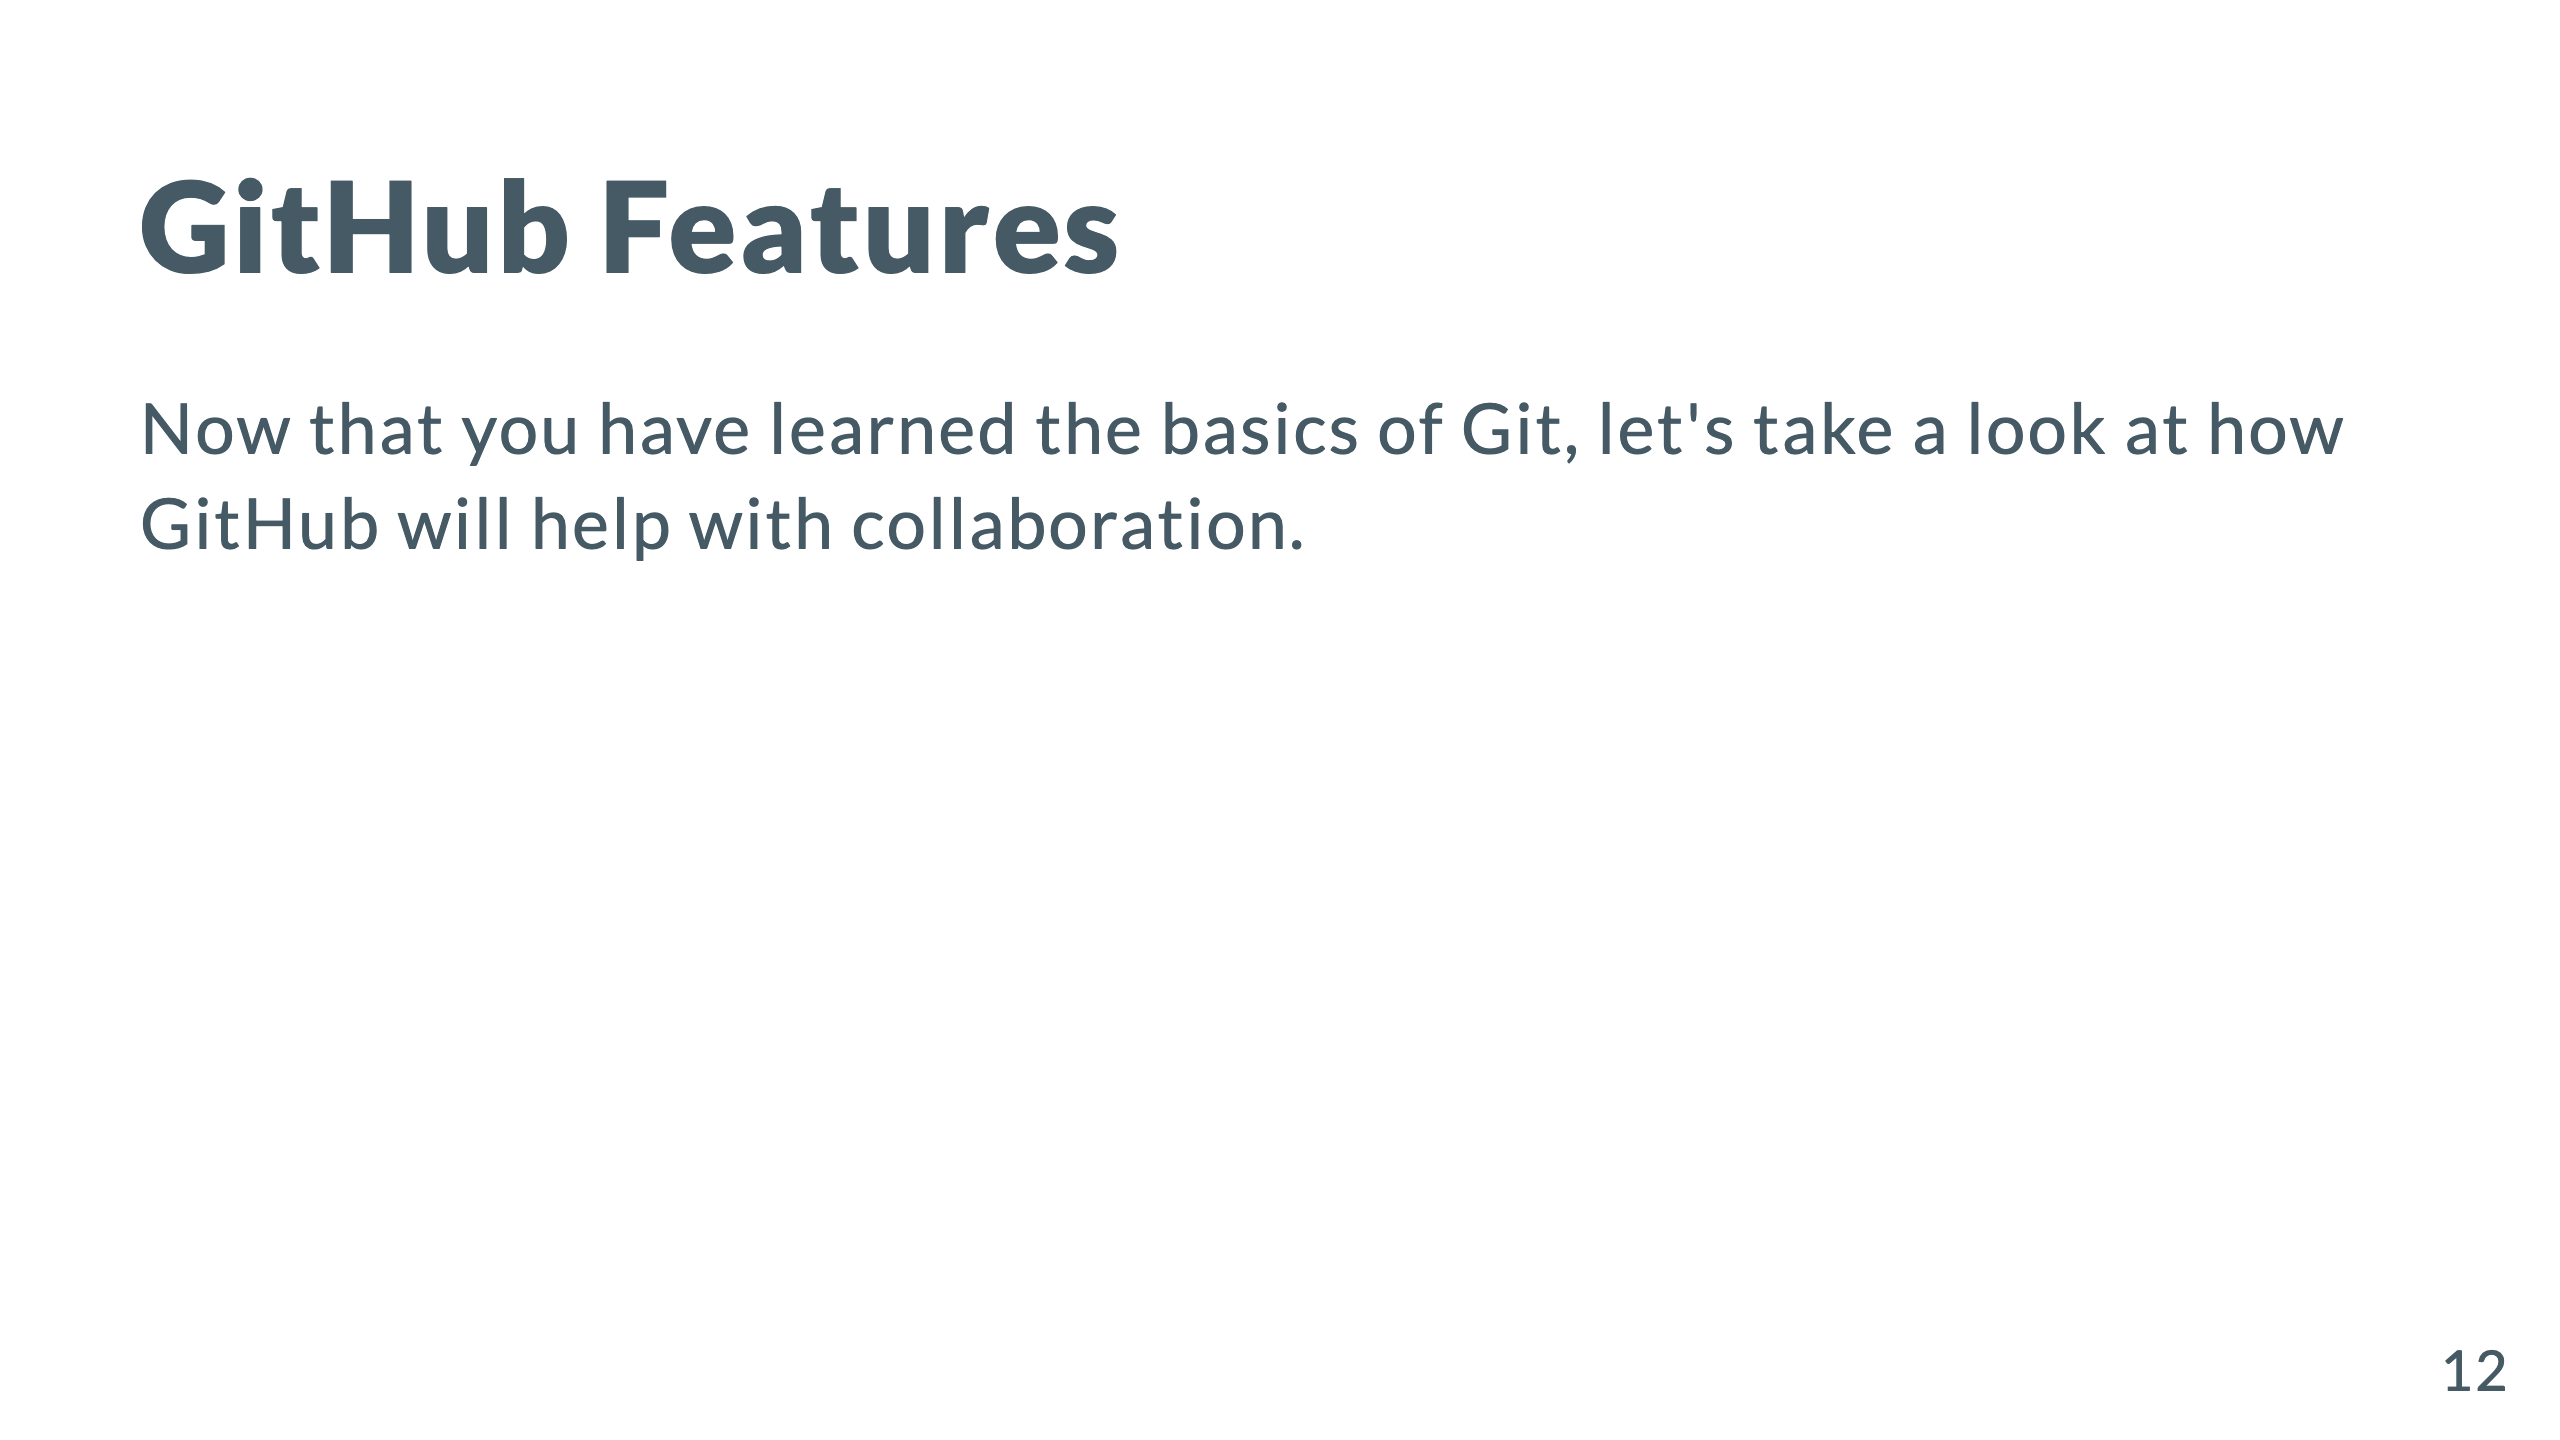 GitHub Features
Now that you have learned the basics of Git, let's take a look at how
GitHub will help with collaboration.
12